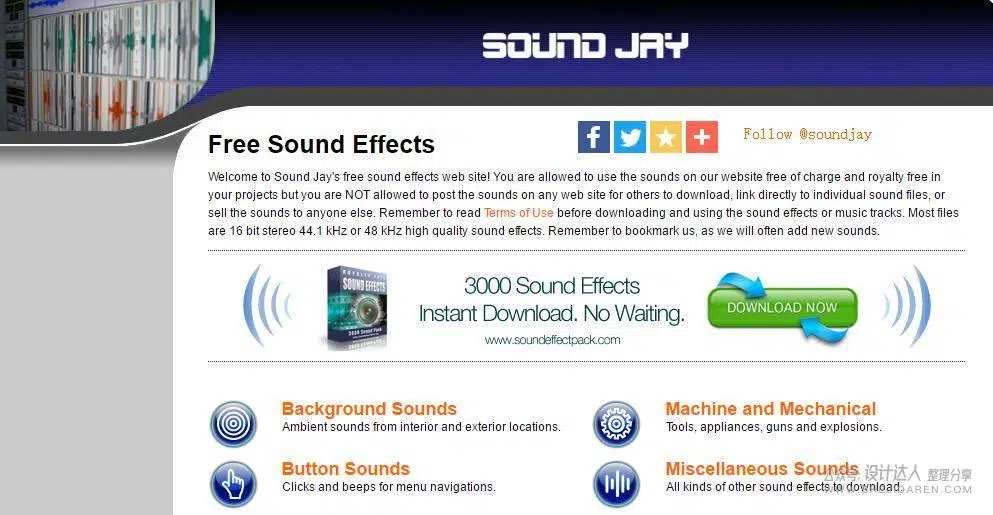 SOUND JAY
Free Sound Effects
Follow @soundjay
Welcome to Sound Jay's free sound effects web site! You are allowed to use the sounds on our website free of charge and royalty free in
your projects but you are NOT allowed to post the sounds on any web site for others to download, link directly to individual sound files, or
sell the sounds to anyone else. Remember to read Terms of Use before downloading and using the sound effects or music tracks. Most files
are 16 bit stereo 44.1 kHz or 48 kHz high quality sound effects. Remember to bookmark us, as we will often add new sounds.
SOUND EFFECTS
3000 Sound Effects
Instant Download. No Waiting.
www.soundeffectpack.com
DOWNLOAD NOW
Background Sounds
Ambient sounds from interior and exterior locations.
Machine and Mechanical
Tools, appliances, guns and explosions.
Button Sounds
Clicks and beeps for menu navigations.
Miscellaneous Sounds
All kinds of other sound effects to download.
公众号: 设计达人 整理分享